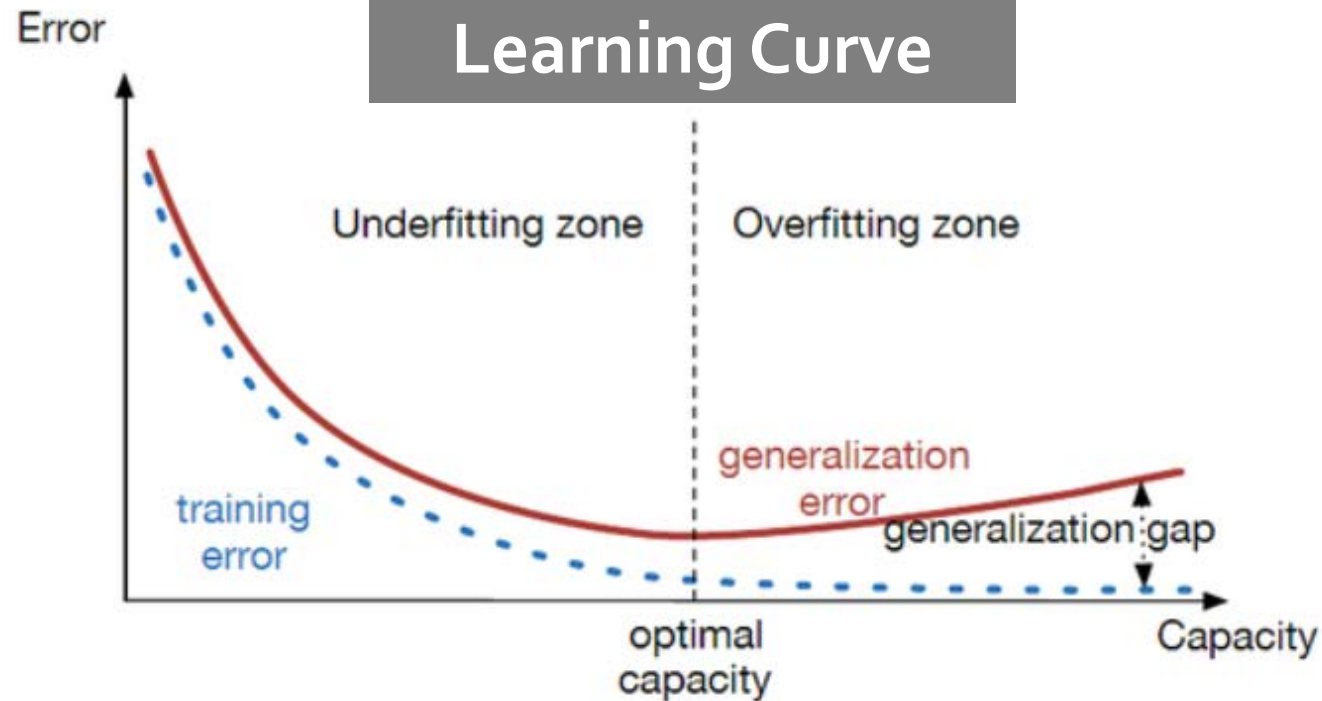 Error
Learning Curve
Underfitting zone
Overfitting zone
generalization
error
generalization gap
training
error
optimal
capacity
Capacity